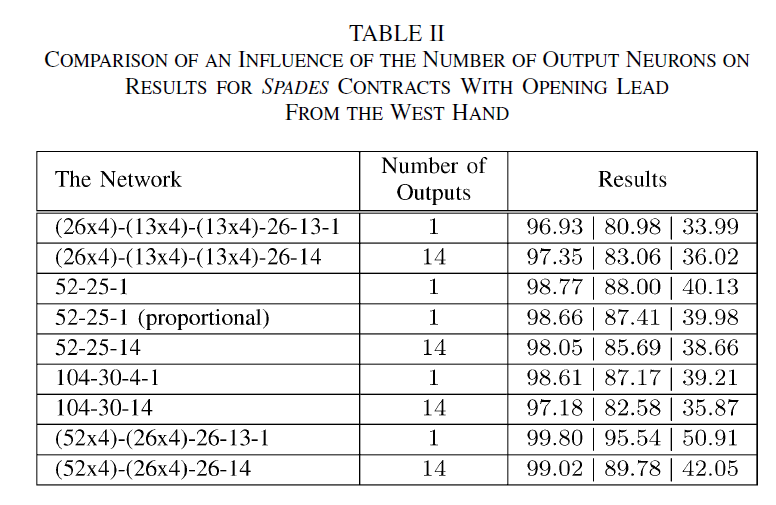 TABLE II
COMPARISON OF AN INFLUENCE OF THE NUMBER OF OUTPUT NEURONS ON
RESULTS FOR Spades CONTRACTS WITH OPENING LEAD
FROM THE WEST HAND
The Network | Number of Outputs | Results
(26x4)-(13x4)-(13x4)-26-13-1 | 1 | 96.93 | 80.98 | 33.99
(26x4)-(13x4)-(13x4)-26-14 | 14 | 97.35 | 83.06 | 36.02
52-25-1 | 1 | 98.77 | 88.00 | 40.13
52-25-1 (proportional) | 1 | 98.66 | 87.41 | 39.98
52-25-14 | 14 | 98.05 | 85.69 | 38.66
104-30-4-1 | 1 | 98.61 | 87.17 | 39.21
104-30-14 | 14 | 97.18 | 82.58 | 35.87
(52x4)-(26x4)-26-13-1 | 1 | 99.80 | 95.54 | 50.91
(52x4)-(26x4)-26-14 | 14 | 99.02 | 89.78 | 42.05